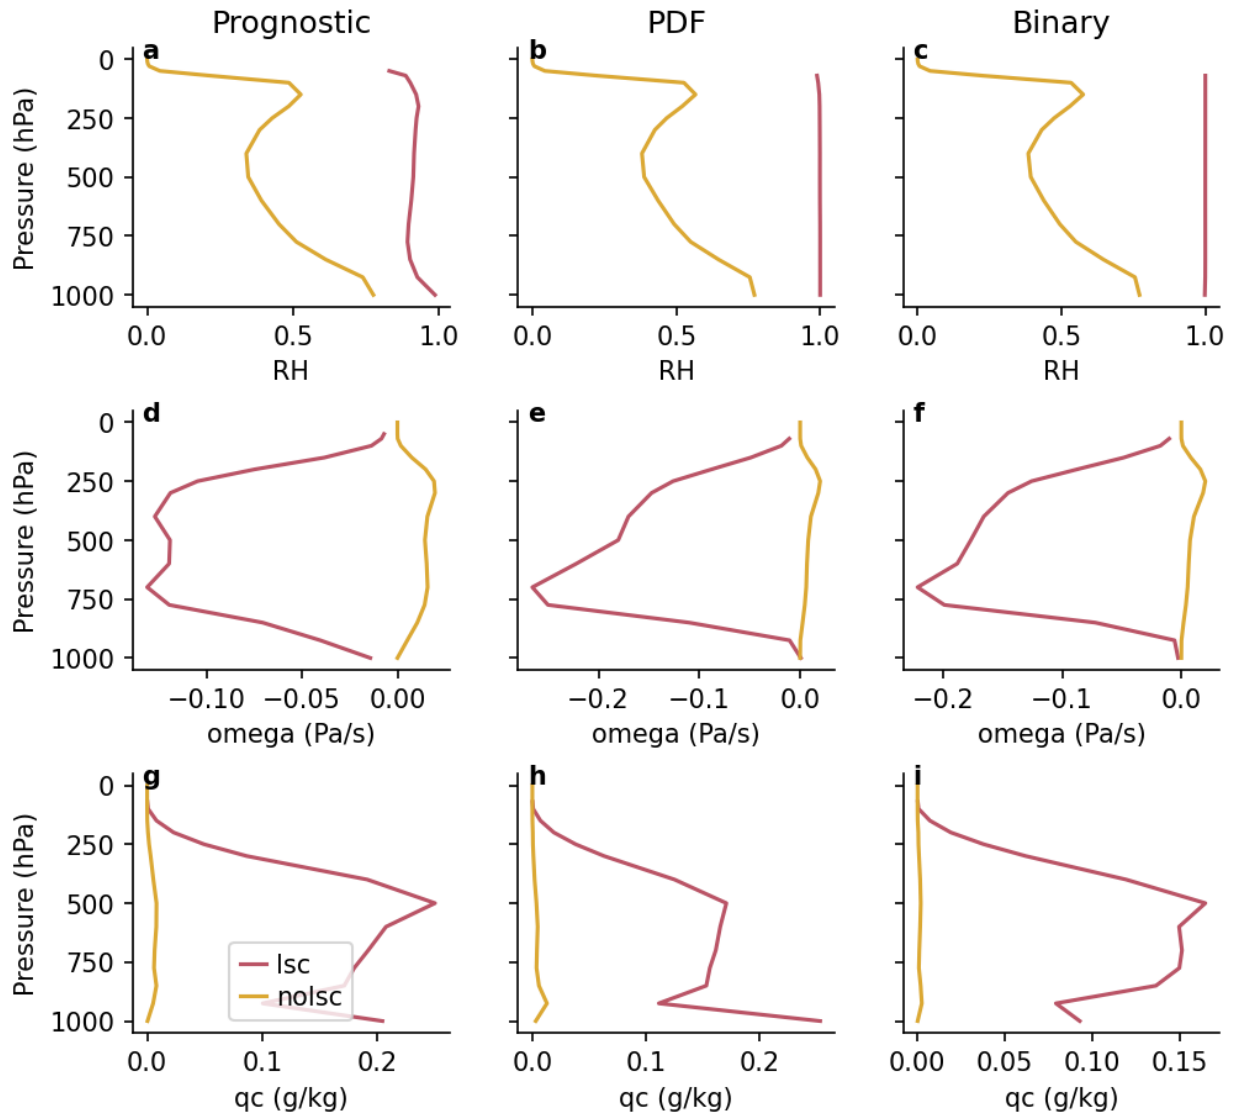 Prognostic PDF Binary
a b c
Pressure (hPa)
0
250
500
750
1000
0.0 0.5 1.0 0.0 0.5 1.0 0.0 0.5 1.0
RH RH RH
d e f
Pressure (hPa)
0
250
500
750
1000
−0.10 −0.05 0.00 −0.2 −0.1 0.0 −0.2 −0.1 0.0
omega (Pa/s) omega (Pa/s) omega (Pa/s)
g h i
Pressure (hPa)
0
250
500
750
1000
lsc
nolsc
0.0 0.1 0.2 0.0 0.1 0.2 0.00 0.05 0.10 0.15
qc (g/kg) qc (g/kg) qc (g/kg)